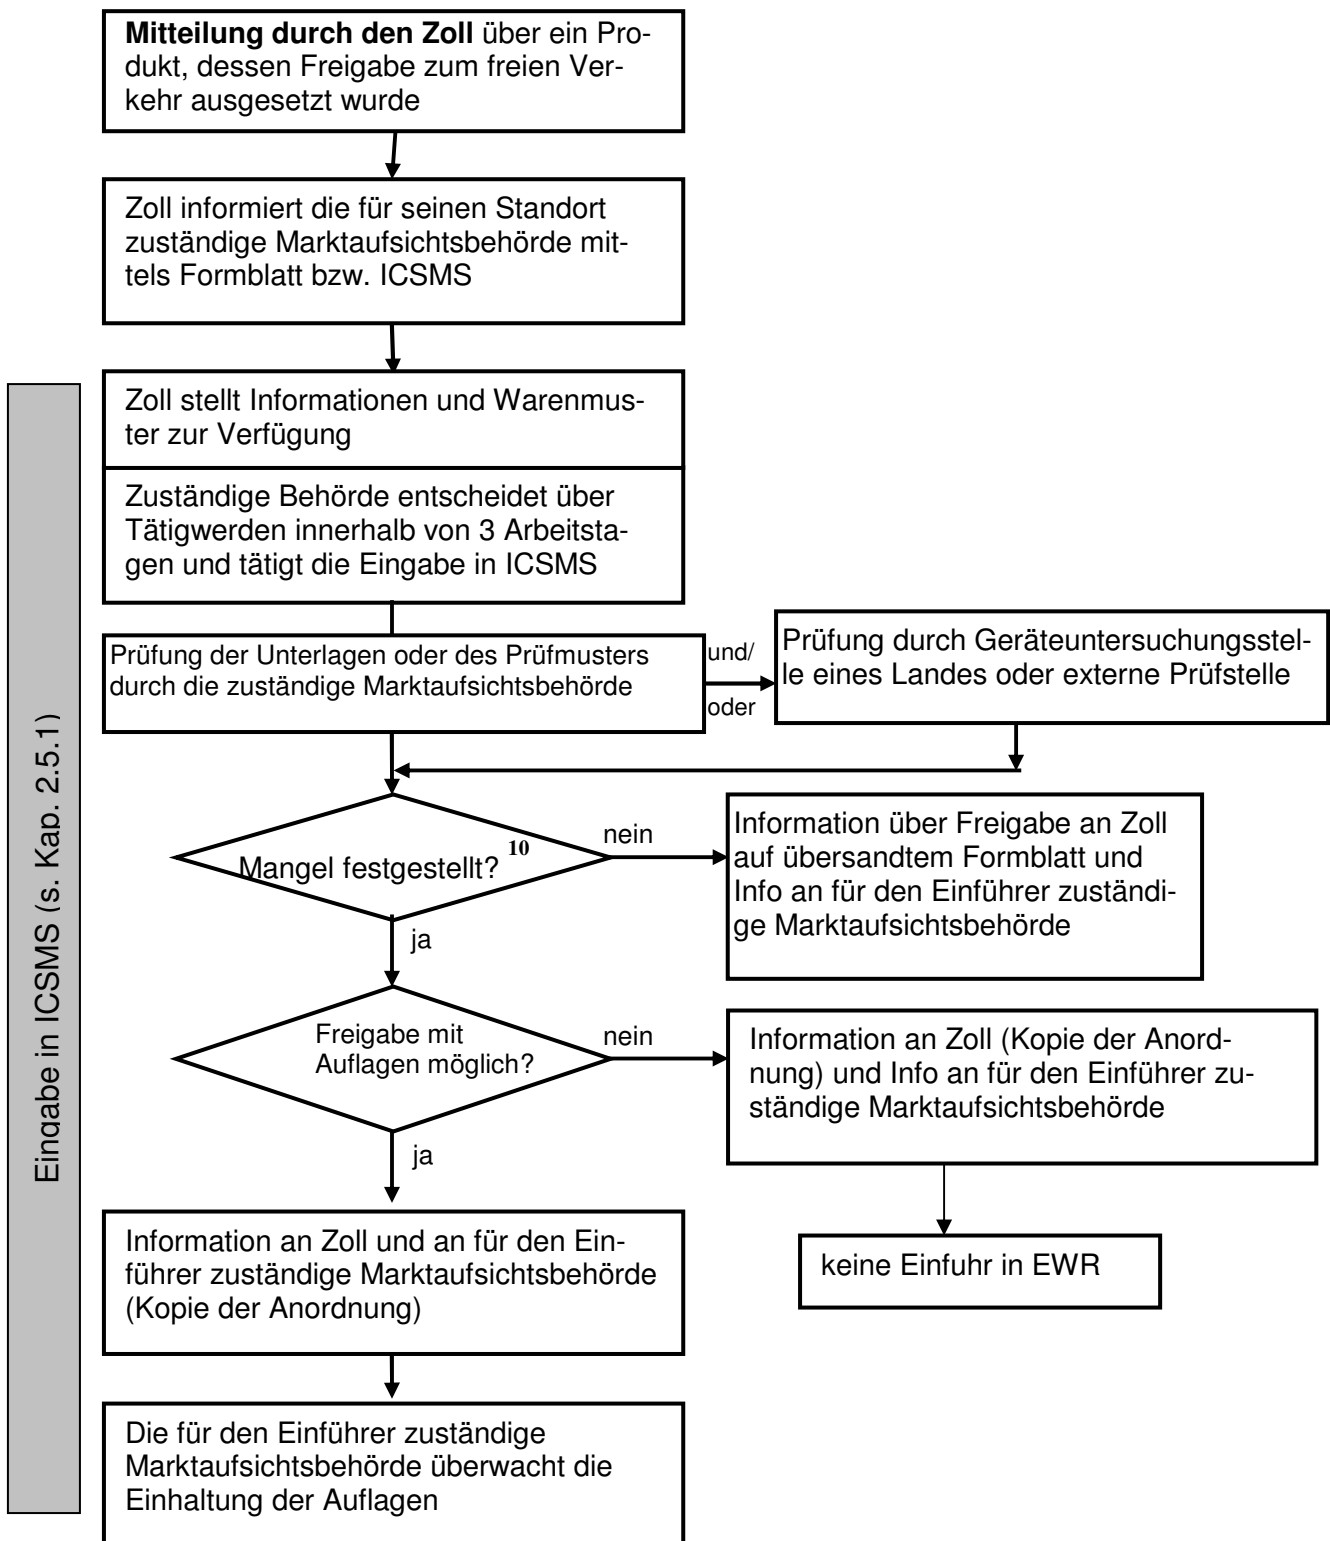 Mitteilung durch den Zoll über ein Pro-
dukt, dessen Freigabe zum freien Ver-
kehr ausgesetzt wurde
Zoll informiert die für seinen Standort
zuständige Marktaufsichtsbehörde mit-
tels Formblatt bzw. ICSMS
Eingabe in ICSMS (s. Kap. 2.5.1)
Zoll stellt Informationen und Warenmus-
ter zur Verfügung
Zuständige Behörde entscheidet über
Tätigwerden innerhalb von 3 Arbeitsta-
gen und tätigt die Eingabe in ICSMS
Prüfung der Unterlagen oder des Prüfmusters
durch die zuständige Marktaufsichtsbehörde
und/
oder
Prüfung durch Geräteuntersuchungsstel-
le eines Landes oder externe Prüfstelle
Mangel festgestellt? 10
nein
Information über Freigabe an Zoll
auf übersandtem Formblatt und
Info an für den Einführer zuständi-
ge Marktaufsichtsbehörde
ja
Freigabe mit
Auflagen möglich?
nein
Information an Zoll (Kopie der Anord-
nung) und Info an für den Einführer zu-
ständige Marktaufsichtsbehörde
ja
keine Einfuhr in EWR
Information an Zoll und an für den Ein-
führer zuständige Marktaufsichtsbehörde
(Kopie der Anordnung)
Die für den Einführer zuständige
Marktaufsichtsbehörde überwacht die
Einhaltung der Auflagen